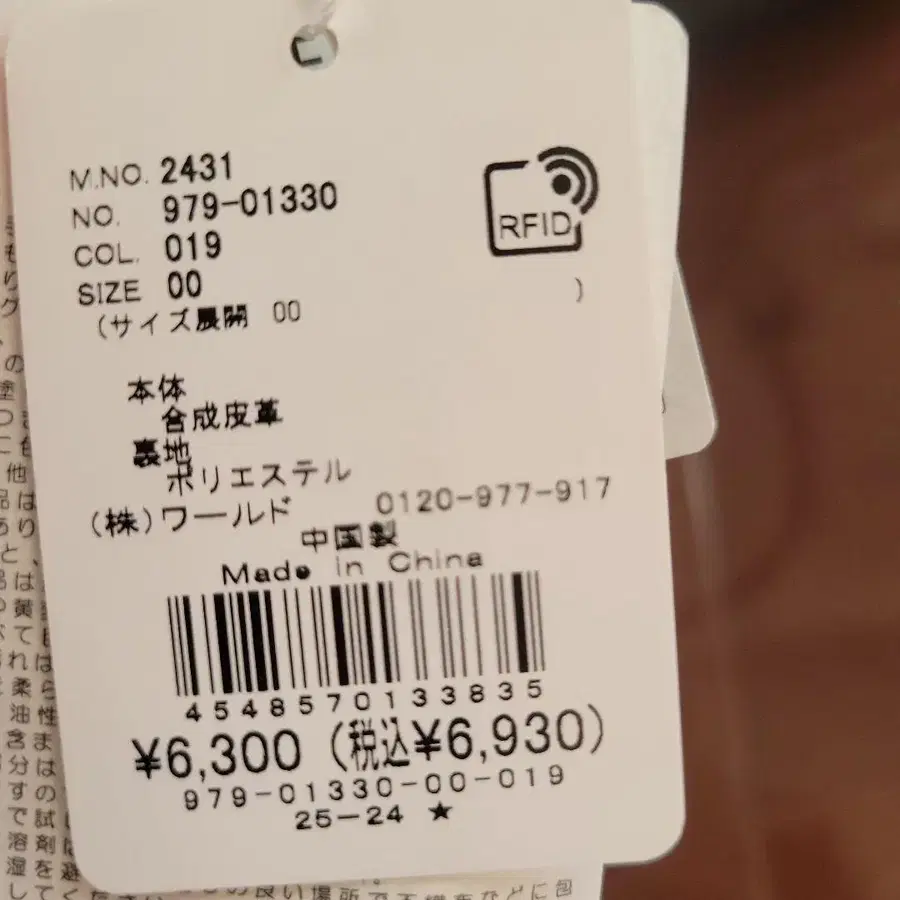 M.NO. 2431
NO. 979-01330
COL. 019
SIZE 00
(サイズ展開 00 )
RFID
本体
合成皮革
裏地
ポリエステル
(株)ワールド 0120-977-917
中国製
Made in China
4548570133835
¥6,300 (税込¥6,930)
979-01330-00-019
25-24 ★